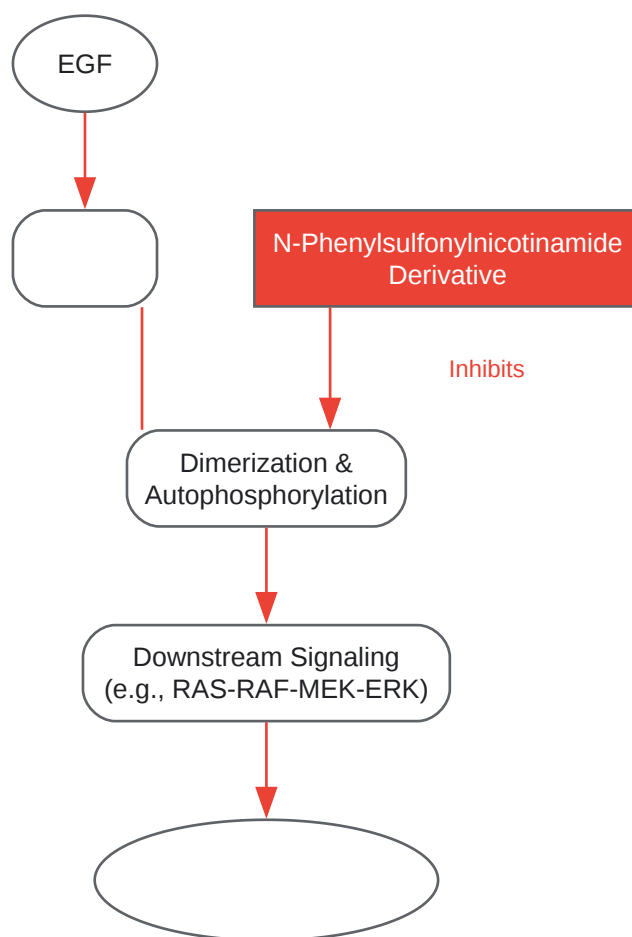 EGF
N-Phenylsulfonylnicotinamide
Derivative
Inhibits
Dimerization &
Autophosphorylation
Downstream Signaling
(e.g., RAS-RAF-MEK-ERK)